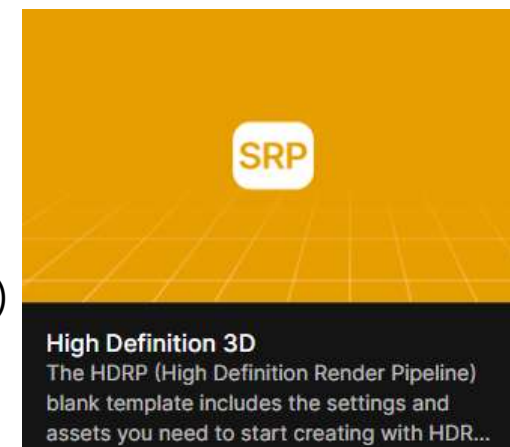 SRP
)
High Definition 3D
The HDRP (High Definition Render Pipeline)
blank template includes the settings and
assets you need to start creating with HDR...